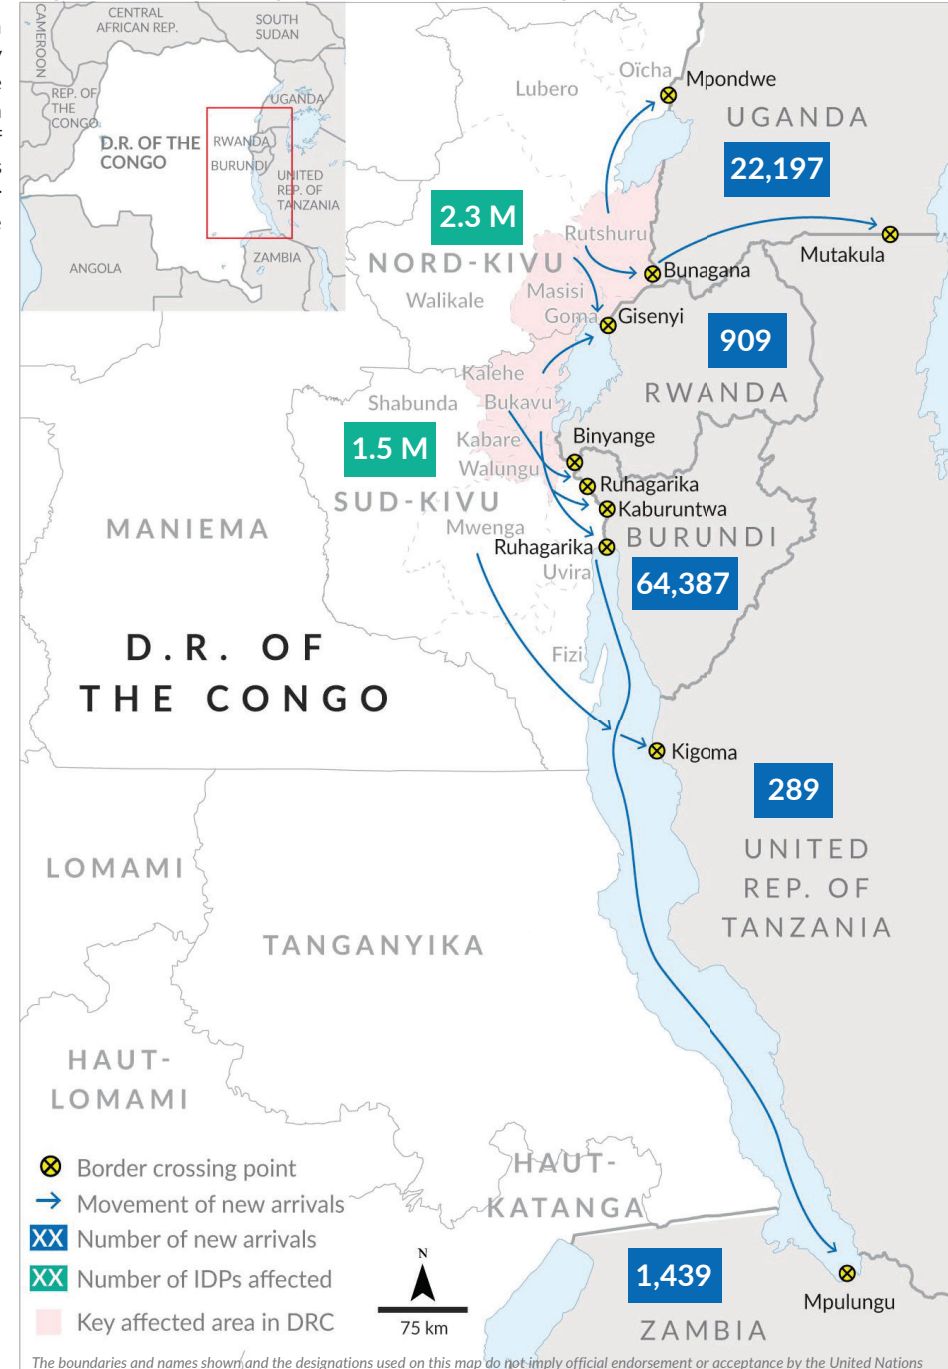 CAMEROON
CENTRAL
AFRICAN REP.
SOUTH
SUDAN
REP. OF
THE
CONGO
UGANDA
D.R. OF THE
CONGO
RWANDA
BURUNDI
UNITED
REP. OF
TANZANIA
ANGOLA
ZAMBIA
Oïcha
Lubero
Mpondwe
UGANDA
22,197
2.3 M
Rutshuru
NORD-KIVU
Mutakula
Bunagana
Masisi
Walikale
Goma
Gisenyi
909
RWANDA
Kalehe
Shabunda
Bukavu
1.5 M
Kabare
Binyange
Walungu
Ruhagarika
SUD-KIVU
Kaburuntwa
Mwenga
MANIEMA
BURUNDI
Ruhagarika
Uvira
64,387
D.R. OF
THE CONGO
Fizi
Kigoma
289
UNITED
REP. OF
TANZANIA
LOMAMI
TANGANYIKA
HAUT-
LOMAMI
HAUT-
KATANGA
Border crossing point
Movement of new arrivals
XX Number of new arrivals
XX Number of IDPs affected
Key affected area in DRC
N
75 km
1,439
Mpulungu
ZAMBIA
The boundaries and names shown and the designations used on this map do not imply official endorsement or acceptance by the United Nations